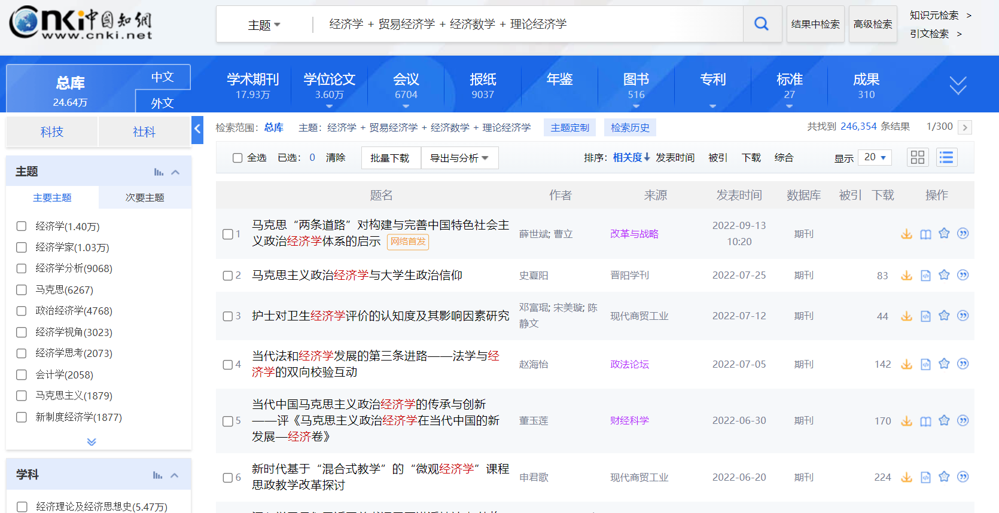 Cnki中国知網
www.cnki.net
主题
经济学 + 贸易经济学 + 经济数学 + 理论经济学
结果中检索
高级检索
知识元检索 >
引文检索 >
总库
24.64万
中文
外文
学术期刊
17.93万
学位论文
3.60万
会议
6704
报纸
9037
年鉴
图书
516
专利
标准
27
成果
310
科技
社科
检索范围: 总库 主题: 经济学 + 贸易经济学 + 经济数学 + 理论经济学 主题定制 检索历史
共找到 246,354 条结果 1/300 >
全选 已选: 0 清除 批量下载 导出与分析
排序: 相关度 发表时间 被引 下载 综合 显示 20
主题
主要主题 次要主题
经济学(1.40万)
经济学家(1.03万)
经济学分析(9068)
马克思(6267)
政治经济学(4768)
经济学视角(3023)
经济学思考(2073)
会计学(2058)
马克思主义(1879)
新制度经济学(1877)
学科
经济理论及经济思想史(5.47万)
题名 作者 来源 发表时间 数据库 被引 下载 操作
1 马克思“两条道路”对构建与完善中国特色社会主
义政治经济学体系的启示 网络首发
薛世斌; 曹立 改革与战略 2022-09-13
10:20
期刊
2 马克思主义政治经济学与大学生政治信仰 史夏阳 晋阳学刊 2022-07-25 期刊 83
3 护士对卫生经济学评价的认知度及其影响因素研究 邓富琨; 宋美璇; 陈
静文
现代商贸工业 2022-07-12 期刊 44
4 当代法和经济学发展的第三条进路——法学与经
济学的双向校验互动
赵海怡 政法论坛 2022-07-05 期刊 142
5 当代中国马克思主义政治经济学的传承与创新
——评《马克思主义政治经济学在当代中国的新
发展—经济卷》
董玉莲 财经科学 2022-06-30 期刊 170
6 新时代基于“混合式教学”的“微观经济学”课程
思政教学改革探讨
申君歌 现代商贸工业 2022-06-20 期刊 224